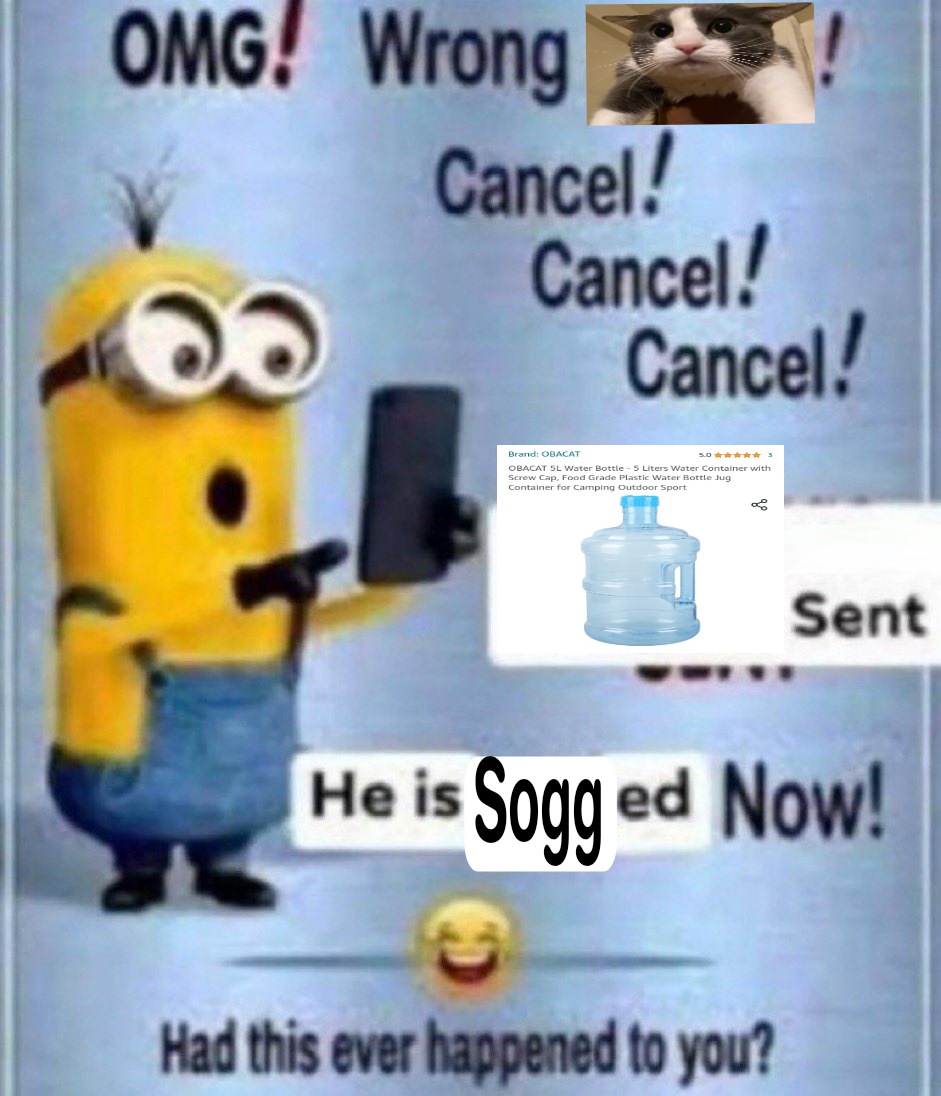 OMG! Wrong !
Cancel!
Cancel!
Cancel!
Brand: OBACAT 5.0 ★★★★★ 3
OBACAT 5L Water Bottle - 5 Liters Water Container with
Screw Cap, Food Grade Plastic Water Bottle Jug
Container for Camping Outdoor Sport
Sent
He is Sogg ed Now!
Had this ever happened to you?